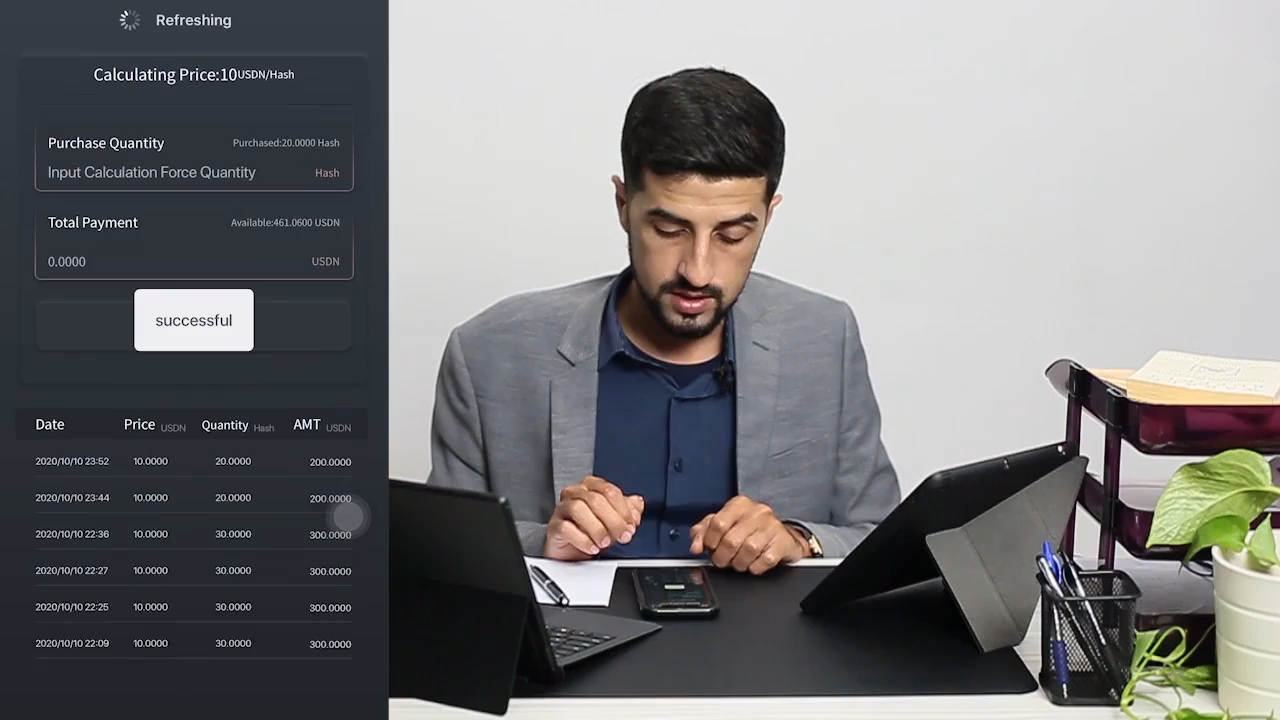 Refreshing
Calculating Price:10USDN/Hash
Purchase Quantity Purchased:20.0000 Hash
Input Calculation Force Quantity Hash
Total Payment Available:461.0600 USDN
0.0000 USDN
successful
Date Price USDN Quantity Hash AMT USDN
2020/10/10 23:52 10.0000 20.0000 200.0000
2020/10/10 23:44 10.0000 20.0000 200.0000
2020/10/10 22:36 10.0000 30.0000 300.0000
2020/10/10 22:27 10.0000 30.0000 300.0000
2020/10/10 22:25 10.0000 30.0000 300.0000
2020/10/10 22:09 10.0000 30.0000 300.0000